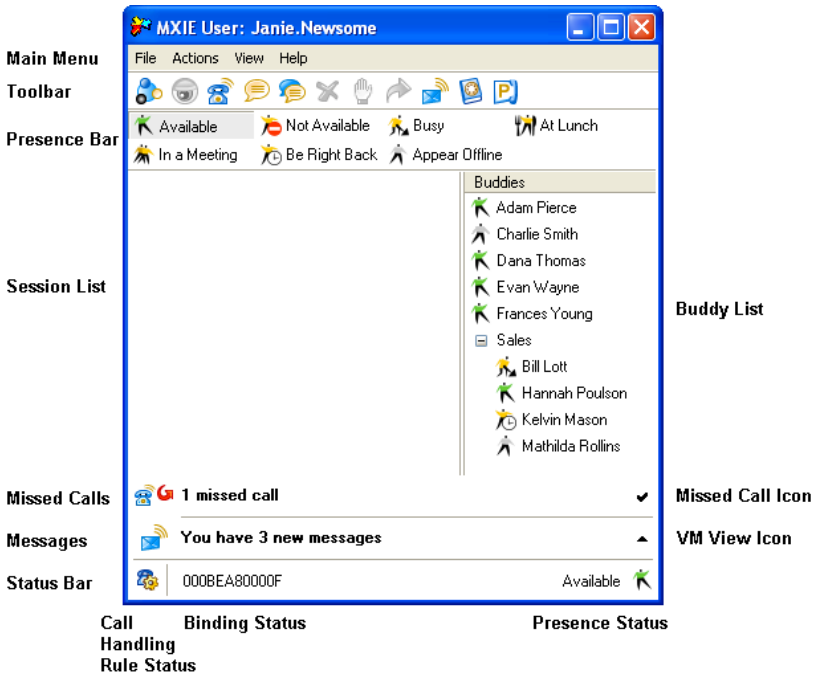 MXIE User: Janie.Newsome
Main Menu
File Actions View Help
Toolbar
Presence Bar
Available Not Available Busy At Lunch
In a Meeting Be Right Back Appear Offline
Buddies
Adam Pierce
Charlie Smith
Dana Thomas
Evan Wayne
Frances Young
Sales
Bill Lott
Hannah Poulson
Kelvin Mason
Mathilda Rollins
Session List
Buddy List
Missed Calls
1 missed call
Missed Call Icon
Messages
You have 3 new messages
VM View Icon
Status Bar
000BEA80000F
Available
Call
Handling
Rule Status
Binding Status
Presence Status